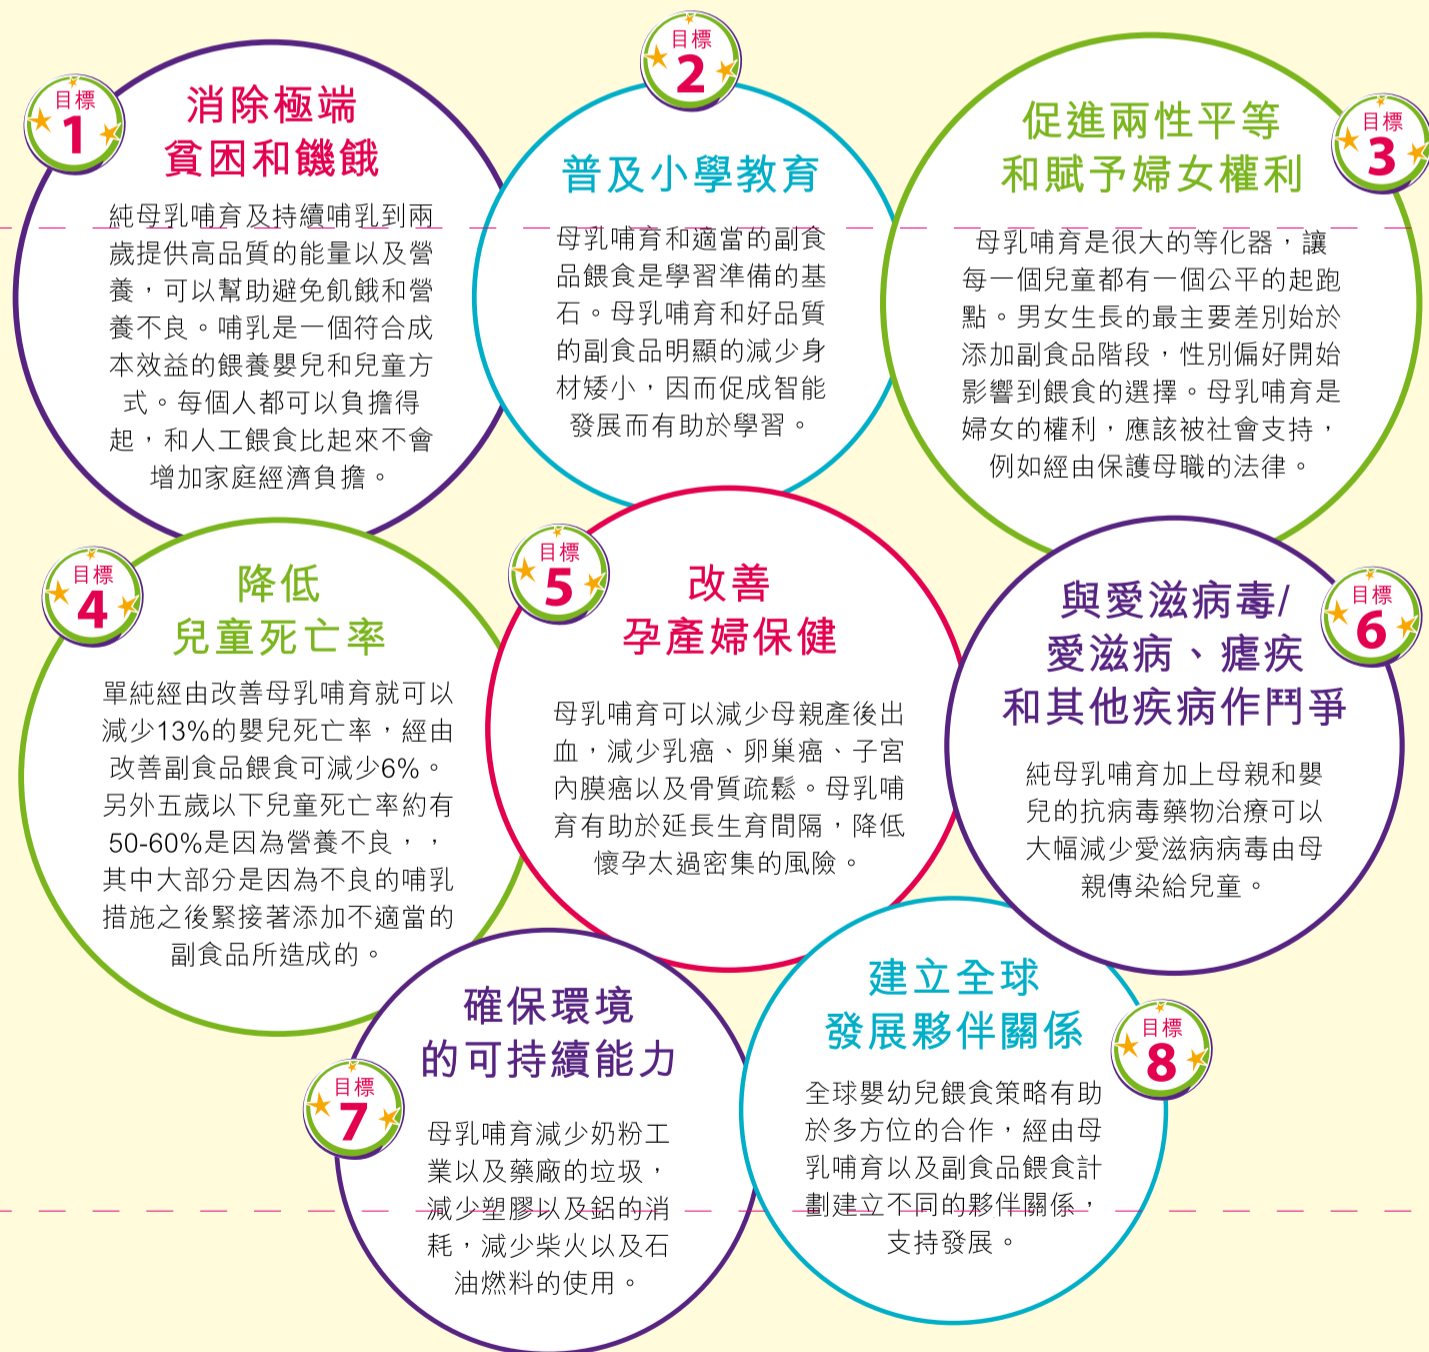 目標
1
消除極端
貧困和饑餓
純母乳哺育及持續哺乳到兩
歲提供高品質的能量以及營
養，可以幫助避免飢餓和營
養不良。哺乳是一個符合成
本效益的餵養嬰兒和兒童方
式。每個人都可以負擔得
起，和人工餵食比起來不會
增加家庭經濟負擔。
目標
2
普及小學教育
母乳哺育和適當的副食
品餵食是學習準備的基
石。母乳哺育和好品質
的副食品明顯的減少身
材矮小，因而促成智能
發展而有助於學習。
目標
3
促進兩性平等
和賦予婦女權利
母乳哺育是很大的等化器，讓
每一個兒童都有一個公平的起跑
點。男女生長的最主要差別始於
添加副食品階段，性別偏好開始
影響到餵食的選擇。母乳哺育是
婦女的權利，應該被社會支持，
例如經由保護母職的法律。
目標
4
降低
兒童死亡率
單純經由改善母乳哺育就可以
減少13%的嬰兒死亡率，經由
改善副食品餵食可減少6%。
另外五歲以下兒童死亡率約有
50-60%是因為營養不良，，
其中大部分是因為不良的哺乳
措施之後緊接著添加不適當的
副食品所造成的。
目標
5
改善
孕產婦保健
母乳哺育可以減少母親產後出
血，減少乳癌、卵巢癌、子宮
內膜癌以及骨質疏鬆。母乳哺
育有助於延長生育間隔，降低
懷孕太過密集的風險。
目標
6
與愛滋病毒/
愛滋病、瘧疾
和其他疾病作鬥爭
純母乳哺育加上母親和嬰
兒的抗病毒藥物治療可以
大幅減少愛滋病病毒由母
親傳染給兒童。
目標
7
確保環境
的可持續能力
母乳哺育減少奶粉工
業以及藥廠的垃圾，
減少塑膠以及鋁的消
耗，減少柴火以及石
油燃料的使用。
目標
8
建立全球
發展夥伴關係
全球嬰幼兒餵食策略有助
於多方位的合作，經由母
乳哺育以及副食品餵食計
劃建立不同的夥伴關係，
支持發展。